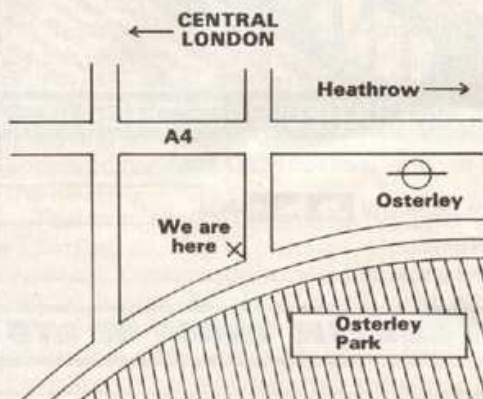 CENTRAL
LONDON
Heathrow
A4
Osterley
We are
here
Osterley
Park